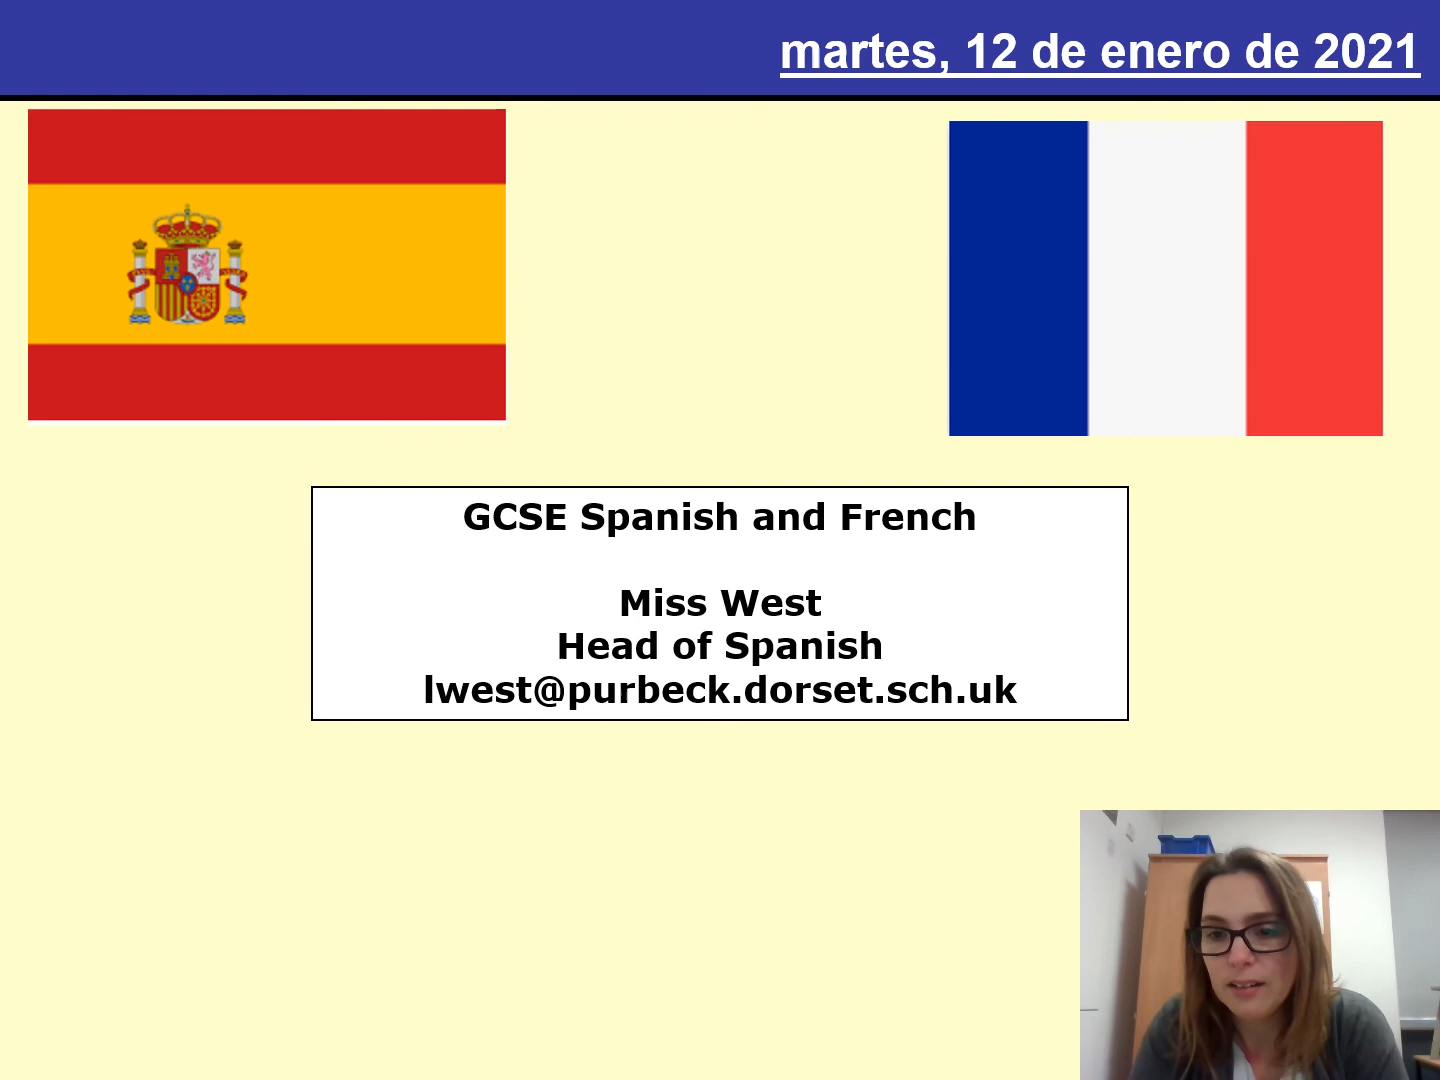 martes, 12 de enero de 2021
GCSE Spanish and French
Miss West
Head of Spanish
lwest@purbeck.dorset.sch.uk